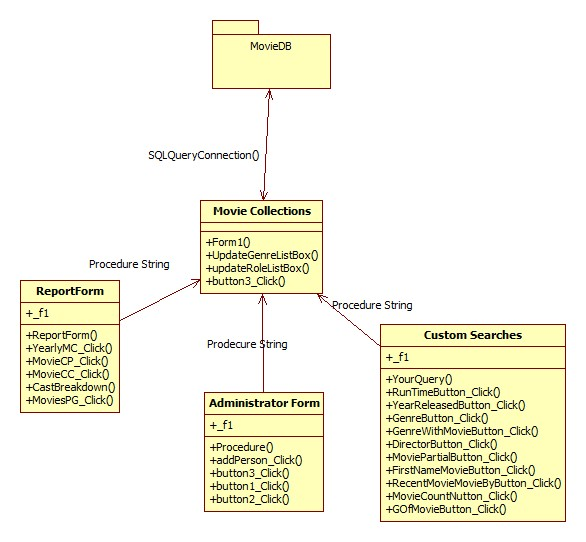 MovieDB
SQLQueryConnection()
Movie Collections
+Form1()
+UpdateGenreListBox()
+updateRoleListBox()
+button3_Click()
Procedure String
Procedure String
Prodecure String
ReportForm
+_f1
+ReportForm()
+YearlyMC_Click()
+MovieCP_Click()
+MovieCC_Click()
+CastBreakdown()
+MoviesPG_Click()
Administrator Form
+_f1
+Procedure()
+addPerson_Click()
+button3_Click()
+button1_Click()
+button2_Click()
Custom Searches
+_f1
+YourQuery()
+RunTimeButton_Click()
+YearReleasedButton_Click()
+GenreButton_Click()
+GenreWithMovieButton_Click()
+DirectorButton_Click()
+MoviePartialButton_Click()
+FirstNameMovieButton_Click()
+RecentMovieMovieByButton_Click()
+MovieCountNutton_Click()
+GOfMovieButton_Click()